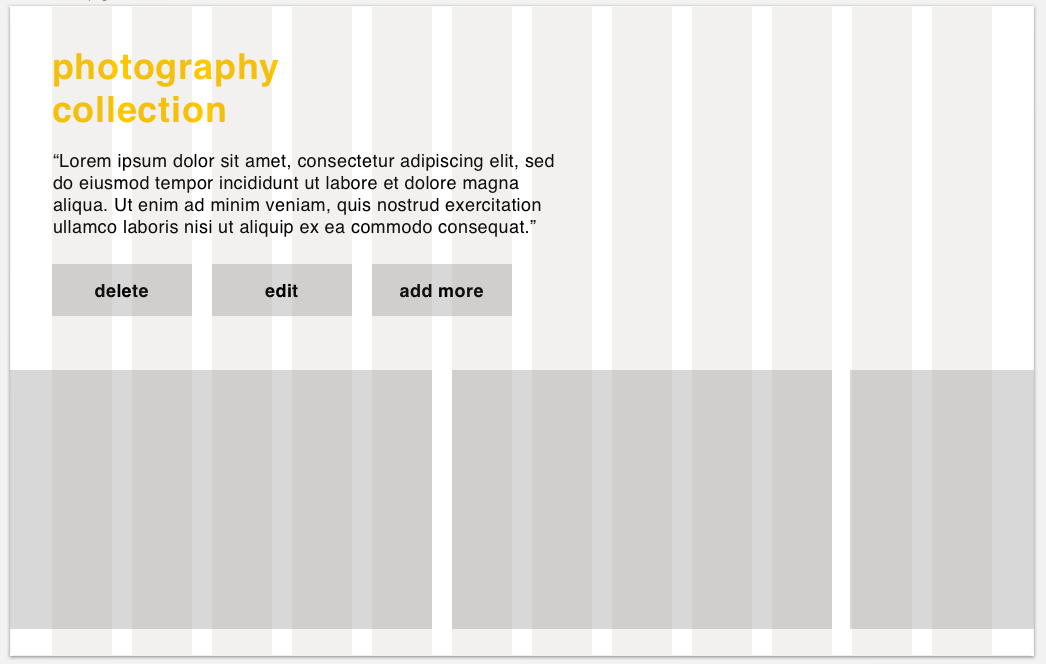 photography
collection
“Lorem ipsum dolor sit amet, consectetur adipiscing elit, sed
do eiusmod tempor incididunt ut labore et dolore magna
aliqua. Ut enim ad minim veniam, quis nostrud exercitation
ullamco laboris nisi ut aliquip ex ea commodo consequat.”
delete
edit
add more